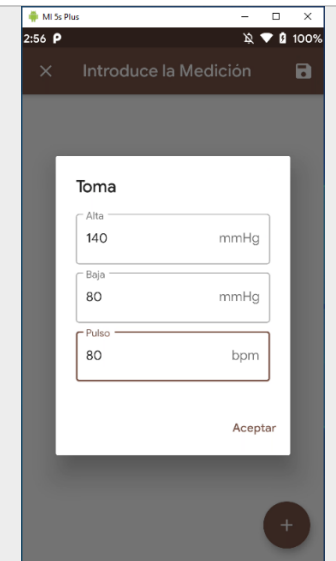 MI 5s Plus
2:56 P 100%
Introduce la Medición
Toma
Alta
140 mmHg
Baja
80 mmHg
Pulso
80 bpm
Aceptar